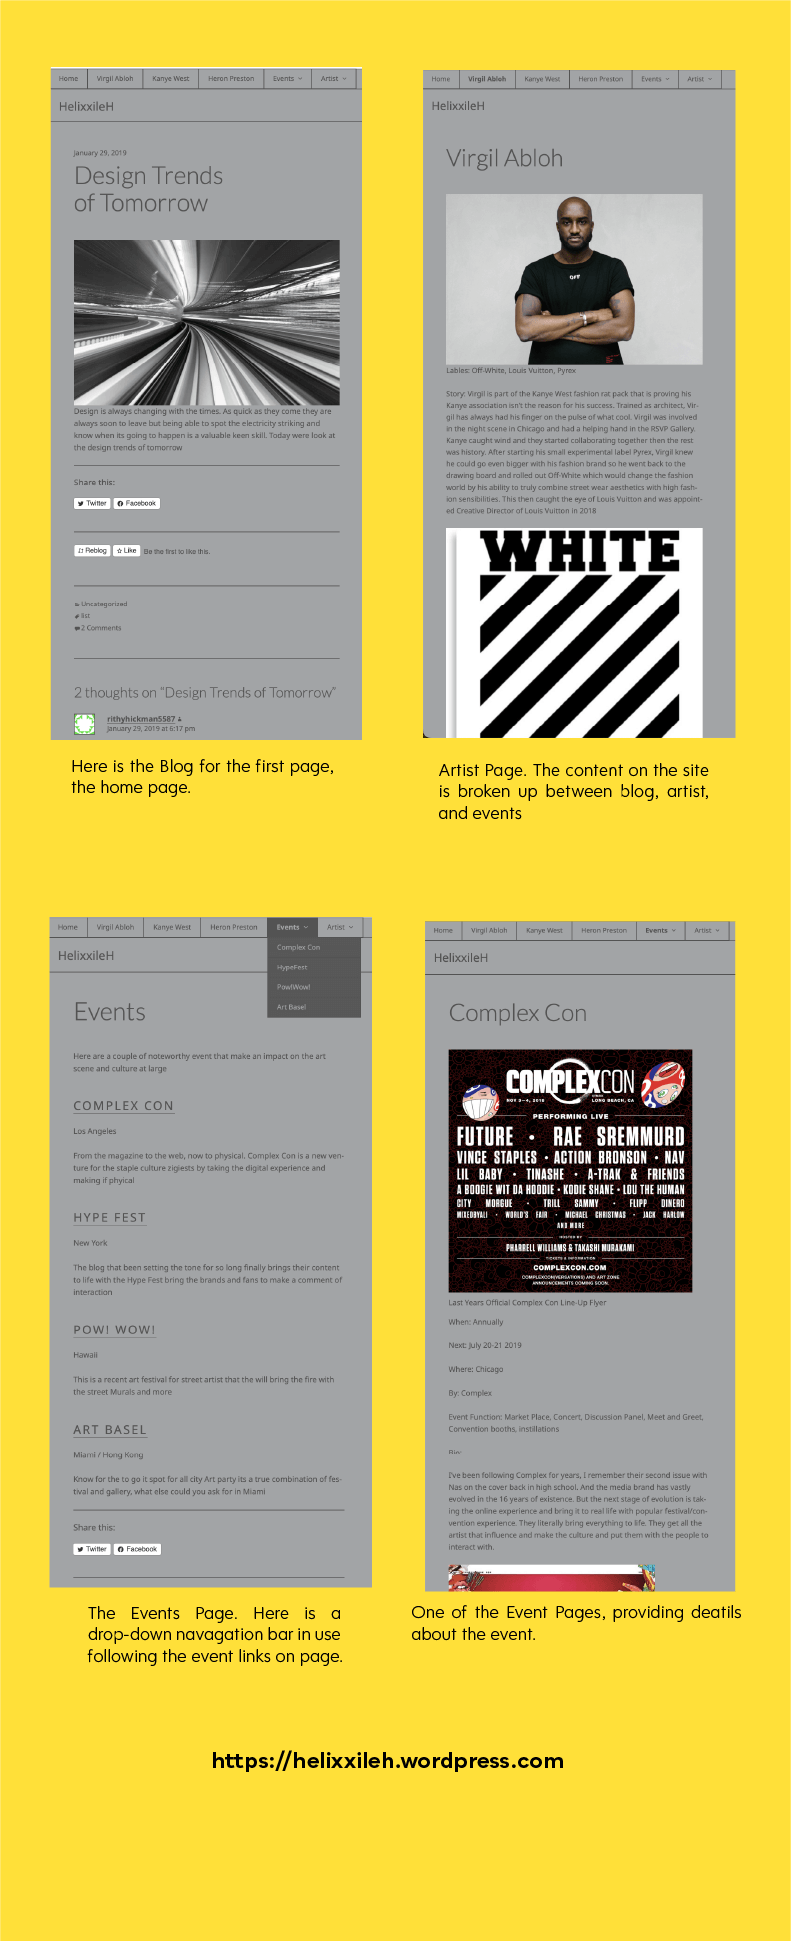 Home Virgil Abloh Kanye West Heron Preston Events Artist
HelixxileH
January 29, 2019
Design Trends
of Tomorrow
Design is always changing with the times. As quick as they come they are
always soon to leave but being able to spot the electricity striking and
know when its going to happen is a valuable keen skill. Today were look at
the design trends of tomorrow
Share this:
Twitter Facebook
Reblog Like Be the first to like this.
Uncategorized
list
2 Comments
2 thoughts on “Design Trends of Tomorrow”
rithyhickman5587
January 29, 2019 at 6:17 pm
Here is the Blog for the first page,
the home page.
Home Virgil Abloh Kanye West Heron Preston Events Artist
HelixxileH
Virgil Abloh
OFF
Lables: Off-White, Louis Vuitton, Pyrex
Story: Virgil is part of the Kanye West fashion rat pack that is proving his
Kanye association isn't the reason for his success. Trained as architect, Vir-
gil has always had his finger on the pulse of what cool. Virgil was involved
in the night scene in Chicago and had a helping hand in the RSVP Gallery.
Kanye caught wind and they started collaborating together then the rest
was history. After starting his small experimental label Pyrex, Virgil knew
he could go even bigger with his fashion brand so he went back to the
drawing board and rolled out Off-White which would change the fashion
world by his ability to truly combine street wear aesthetics with high fash-
ion sensibilities. This then caught the eye of Louis Vuitton and was appoint-
ed Creative Director of Louis Vuitton in 2018
WHITE
Artist Page. The content on the site
is broken up between blog, artist,
and events
Home Virgil Abloh Kanye West Heron Preston Events Artist
Complex Con
HypeFest
Pow!Wow!
Art Basel
HelixxileH
Events
Here are a couple of noteworthy event that make an impact on the art
scene and culture at large
COMPLEX CON
Los Angeles
From the magazine to the web, now to physical. Complex Con is a new ven-
ture for the staple culture zigiests by taking the digital experience and
making if phyical
HYPE FEST
New York
The blog that been setting the tone for so long finally brings their content
to life with the Hype Fest bring the brands and fans to make a comment of
interaction
POW! WOW!
Hawaii
This is a recent art festival for street artist that the will bring the fire with
the street Murals and more
ART BASEL
Miami / Hong Kong
Know for the to go it spot for all city Art party its a true combination of fes-
tival and gallery, what else could you ask for in Miami
Share this:
Twitter Facebook
The Events Page. Here is a
drop-down navagation bar in use
following the event links on page.
Home Virgil Abloh Kanye West Heron Preston Events Artist
HelixxileH
Complex Con
COMPLEXCON
NOV 3–4, 2018 LONG BEACH, CA
PERFORMING LIVE
FUTURE • RAE SREMMURD
VINCE STAPLES • ACTION BRONSON • NAV
LIL BABY • TINASHE • A-TRAK & FRIENDS
A BOOGIE WIT DA HOODIE • KODIE SHANE • LOU THE HUMAN
CITY MORGUE • TRILL SAMMY • FLIPP DINERO
MIXEDBYALI • WORLD'S FAIR • MICHAEL CHRISTMAS • JACK HARLOW
AND MORE
HOSTED BY
PHARRELL WILLIAMS & TAKASHI MURAKAMI
TICKETS & INFORMATION
COMPLEXCON.COM
COMPLEXCON(VERSATIONS) AND ART ZONE
ANNOUNCEMENTS COMING SOON.
Last Years Official Complex Con Line-Up Flyer
When: Annually
Next: July 20-21 2019
Where: Chicago
By: Complex
Event Function: Market Place, Concert, Discussion Panel, Meet and Greet,
Convention booths, instillations
I've been following Complex for years, I remember their second issue with
Nas on the cover back in high school. And the media brand has vastly
evolved in the 16 years of existence. But the next stage of evolution is tak-
ing the online experience and bring it to real life with popular festival/con-
vention experience. They literally bring everything to life. They get all the
artist that influence and make the culture and put them with the people to
interact with.
One of the Event Pages, providing deatils
about the event.
https://helixxileh.wordpress.com